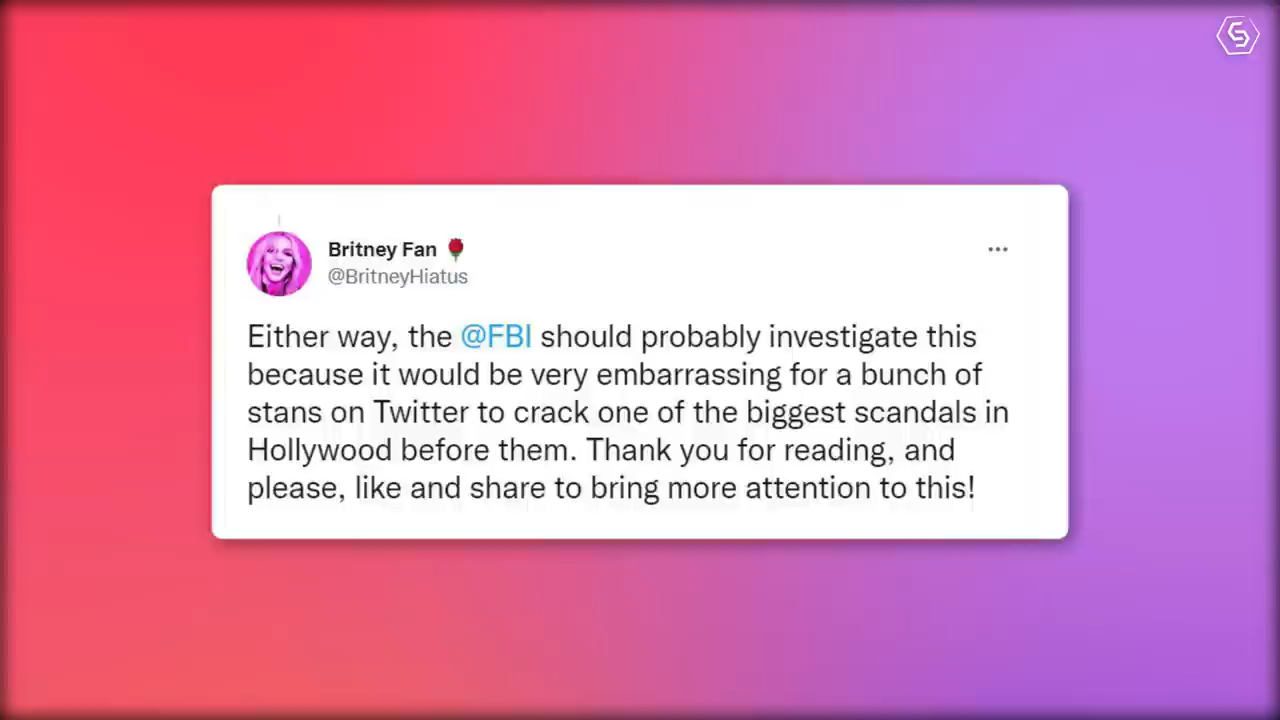 Britney Fan 🌹
@BritneyHiatus
Either way, the @FBI should probably investigate this
because it would be very embarrassing for a bunch of
stans on Twitter to crack one of the biggest scandals in
Hollywood before them. Thank you for reading, and
please, like and share to bring more attention to this!